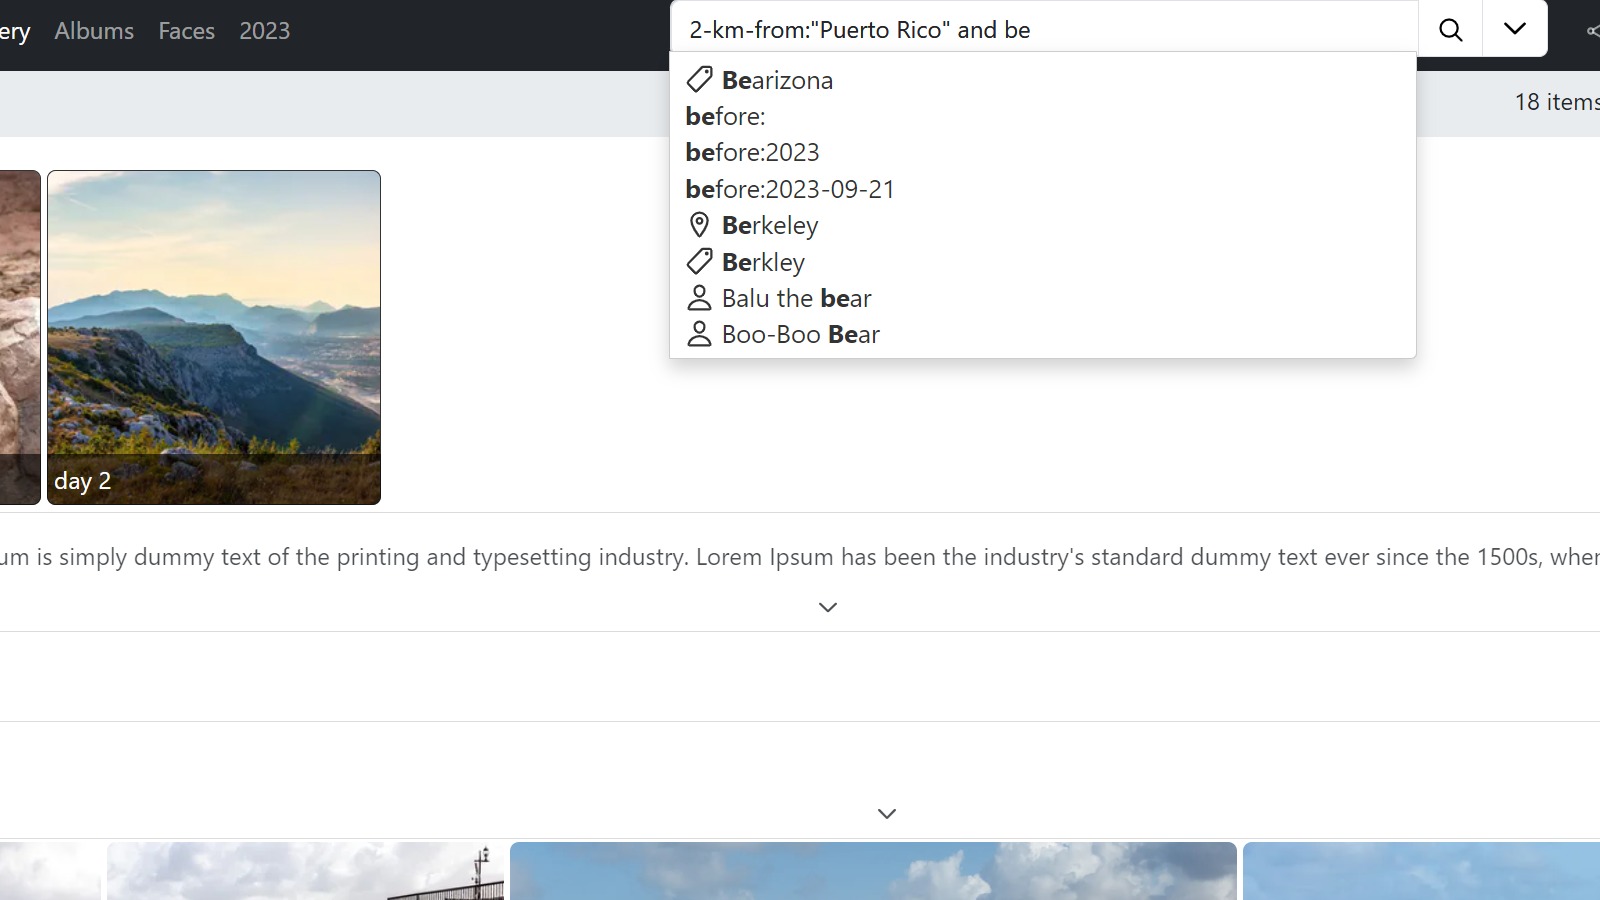 ery Albums Faces 2023
2-km-from:"Puerto Rico" and be
Bearizona
before:
before:2023
before:2023-09-21
Berkeley
Berkley
Balu the bear
Boo-Boo Bear
18 items
day 2
um is simply dummy text of the printing and typesetting industry. Lorem Ipsum has been the industry's standard dummy text ever since the 1500s, when